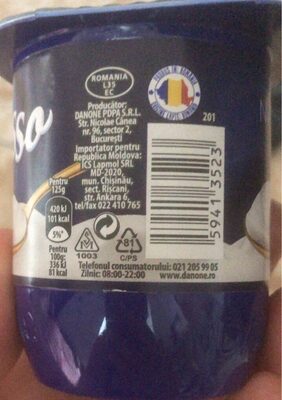 ROMANIA
L35
EC
Producător:
DANONE PDPA S.R.L.
Str. Nicolae Cânea
nr. 96, sector 2,
București
Importator pentru
Republica Moldova:
ICS Lapmol SRL
MD-2020,
mun. Chișinău,
sect. Rîșcani,
str. Ankara 6,
tel/fax 022 410 765
201
5941 3523
Pentru
125g
420 kJ
101 kcal
5%*
Pentru
100g:
336 kJ
81 kcal
1003
81
C/PS
Telefonul consumatorului: 021 205 99 05
Zilnic: 08:00-22:00
www.danone.ro